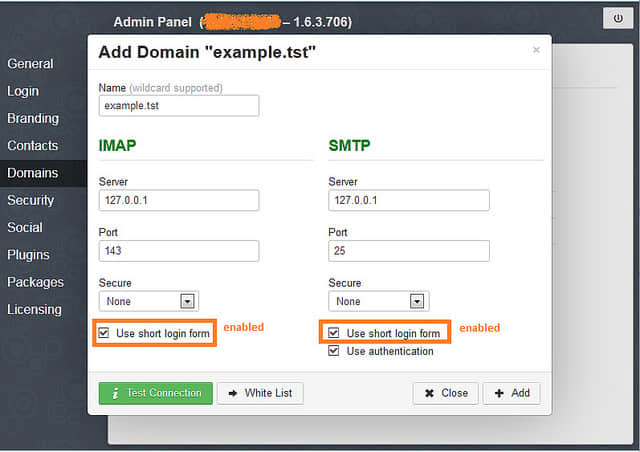 Admin Panel ( – 1.6.3.706)
General
Login
Branding
Contacts
Domains
Security
Social
Plugins
Packages
Licensing
Add Domain "example.tst"
×
Name (wildcard supported)
example.tst
IMAP
Server
127.0.0.1
Port
143
Secure
None
Use short login form
enabled
SMTP
Server
127.0.0.1
Port
25
Secure
None
Use short login form
enabled
Use authentication
i Test Connection
White List
Close
Add